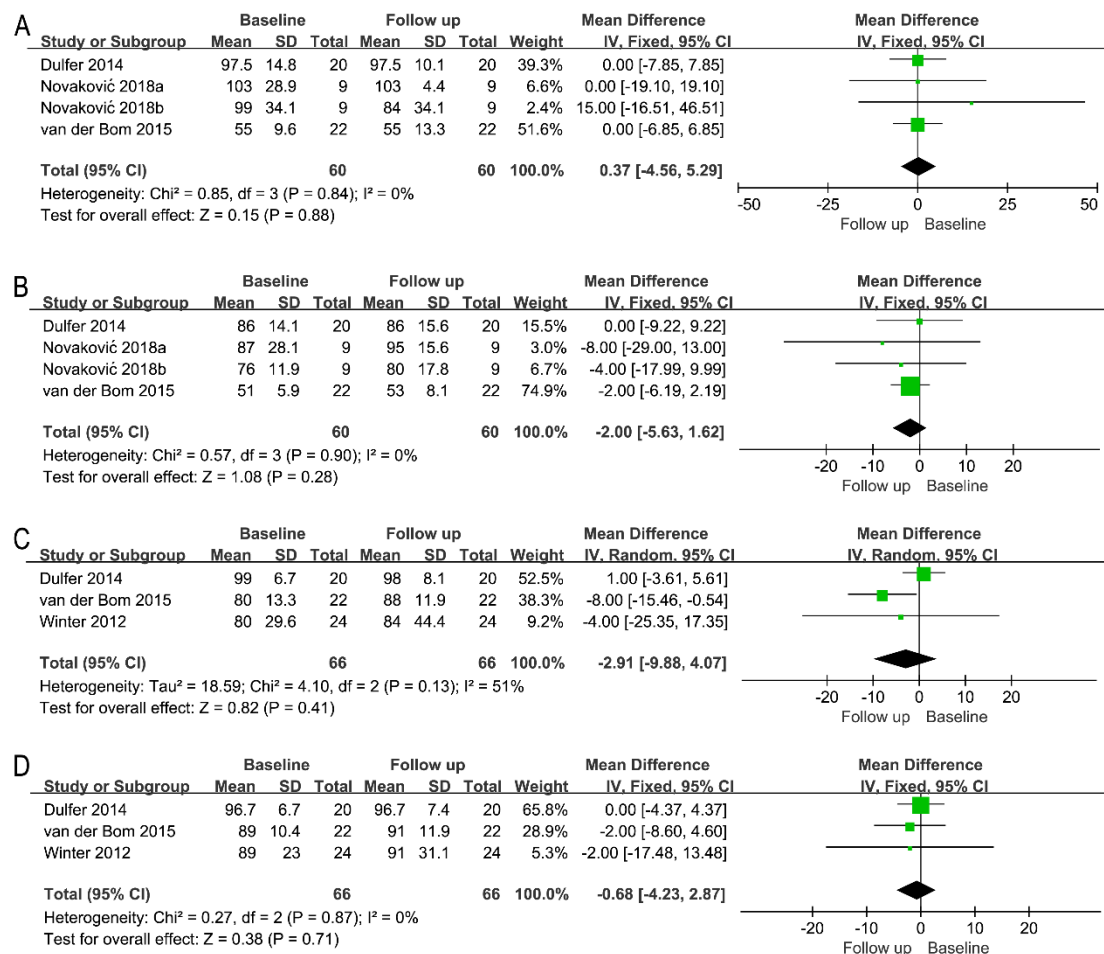 A
Baseline Follow up Mean Difference Mean Difference
Study or Subgroup Mean SD Total Mean SD Total Weight IV, Fixed, 95% CI IV, Fixed, 95% CI
Dulfer 2014 97.5 14.8 20 97.5 10.1 20 39.3% 0.00 [-7.85, 7.85]
Novaković 2018a 103 28.9 9 103 4.4 9 6.6% 0.00 [-19.10, 19.10]
Novaković 2018b 99 34.1 9 84 34.1 9 2.4% 15.00 [-16.51, 46.51]
van der Bom 2015 55 9.6 22 55 13.3 22 51.6% 0.00 [-6.85, 6.85]
Total (95% CI) 60 60 100.0% 0.37 [-4.56, 5.29]
Heterogeneity: Chi² = 0.85, df = 3 (P = 0.84); I² = 0%
Test for overall effect: Z = 0.15 (P = 0.88)
-50 -25 0 25 50
Follow up Baseline
B
Baseline Follow up Mean Difference Mean Difference
Study or Subgroup Mean SD Total Mean SD Total Weight IV, Fixed, 95% CI IV, Fixed, 95% CI
Dulfer 2014 86 14.1 20 86 15.6 20 15.5% 0.00 [-9.22, 9.22]
Novaković 2018a 87 28.1 9 95 15.6 9 3.0% -8.00 [-29.00, 13.00]
Novaković 2018b 76 11.9 9 80 17.8 9 6.7% -4.00 [-17.99, 9.99]
van der Bom 2015 51 5.9 22 53 8.1 22 74.9% -2.00 [-6.19, 2.19]
Total (95% CI) 60 60 100.0% -2.00 [-5.63, 1.62]
Heterogeneity: Chi² = 0.57, df = 3 (P = 0.90); I² = 0%
Test for overall effect: Z = 1.08 (P = 0.28)
-20 -10 0 10 20
Follow up Baseline
C
Baseline Follow up Mean Difference Mean Difference
Study or Subgroup Mean SD Total Mean SD Total Weight IV, Random, 95% CI IV, Random, 95% CI
Dulfer 2014 99 6.7 20 98 8.1 20 52.5% 1.00 [-3.61, 5.61]
van der Bom 2015 80 13.3 22 88 11.9 22 38.3% -8.00 [-15.46, -0.54]
Winter 2012 80 29.6 24 84 44.4 24 9.2% -4.00 [-25.35, 17.35]
Total (95% CI) 66 66 100.0% -2.91 [-9.88, 4.07]
Heterogeneity: Tau² = 18.59; Chi² = 4.10, df = 2 (P = 0.13); I² = 51%
Test for overall effect: Z = 0.82 (P = 0.41)
-20 -10 0 10 20
Follow up Baseline
D
Baseline Follow up Mean Difference Mean Difference
Study or Subgroup Mean SD Total Mean SD Total Weight IV, Fixed, 95% CI IV, Fixed, 95% CI
Dulfer 2014 96.7 6.7 20 96.7 7.4 20 65.8% 0.00 [-4.37, 4.37]
van der Bom 2015 89 10.4 22 91 11.9 22 28.9% -2.00 [-8.60, 4.60]
Winter 2012 89 23 24 91 31.1 24 5.3% -2.00 [-17.48, 13.48]
Total (95% CI) 66 66 100.0% -0.68 [-4.23, 2.87]
Heterogeneity: Chi² = 0.27, df = 2 (P = 0.87); I² = 0%
Test for overall effect: Z = 0.38 (P = 0.71)
-20 -10 0 10 20
Follow up Baseline